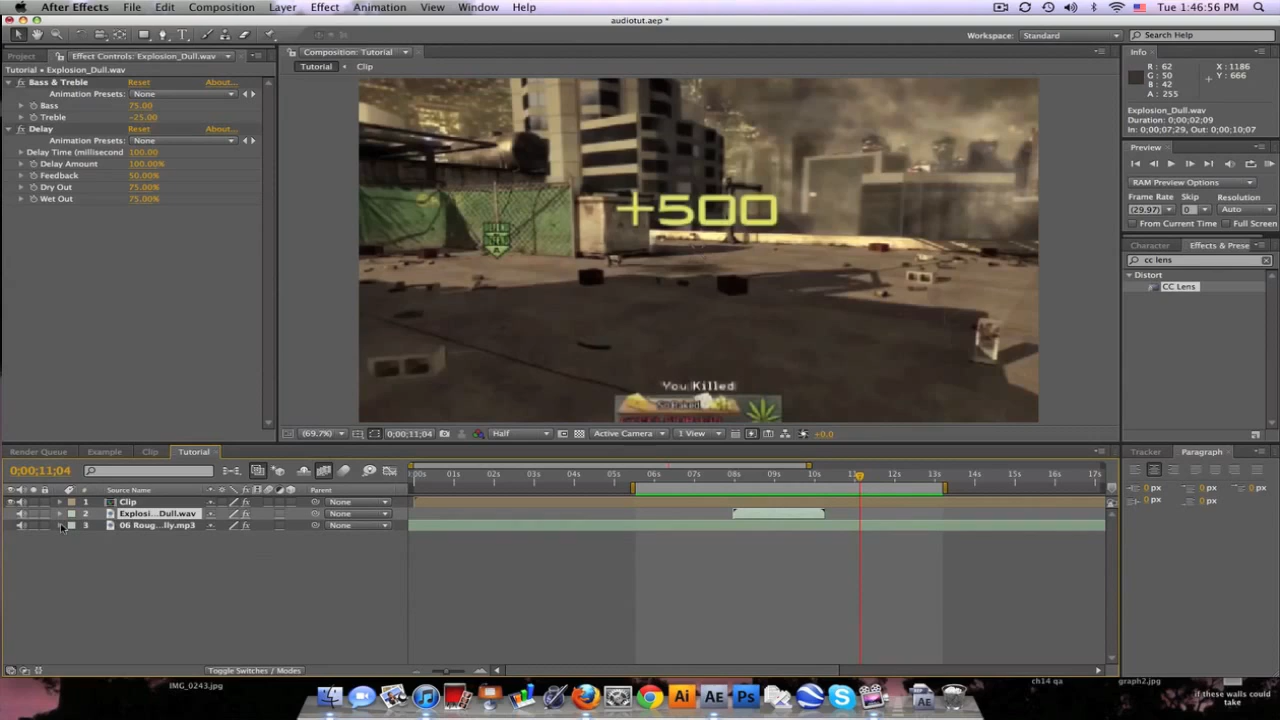 After Effects File Edit Composition Layer Effect Animation View Window Help Tue 1:46:56 PM
audiotut.aep *
Workspace: Standard Search Help
Project Effect Controls: Explosion_Dull.wav
Tutorial • Explosion_Dull.wav
Bass & Treble Reset About...
Animation Presets: None
Bass 75.00
Treble -25.00
Delay Reset About...
Animation Presets: None
Delay Time (millisecond 100.00
Delay Amount 100.00%
Feedback 50.00%
Dry Out 75.00%
Wet Out 75.00%
Composition: Tutorial
Tutorial Clip
+500
A
You Killed
(69.7%) 0;00;11;04 Half Active Camera 1 View +0.0
Info
R : 62 X : 1186
G : 50 Y : 666
B : 42
A : 255
Explosion_Dull.wav
Duration: 0;00;02;09
In: 0;00;07;29, Out: 0;00;10;07
Preview
RAM Preview Options
Frame Rate Skip Resolution
(29.97) 0 Auto
From Current Time Full Screen
Character Effects & Prese
cc lens
Distort
CC Lens
Render Queue Example Clip Tutorial
0;00;11;04
# Source Name Parent
1 Clip None
2 Explosi...Dull.wav None
3 06 Roug...lly.mp3 None
:00s 01s 02s 03s 04s 05s 06s 07s 08s 09s 10s 11s 12s 13s 14s 15s 16s 17s
Toggle Switches / Modes
Tracker Paragraph
0 px 0 px 0 px
0 px 0 px
IMG_0243.jpg
ch14 qa
graph2.jpg
if these walls could
take
Ai AE Ps